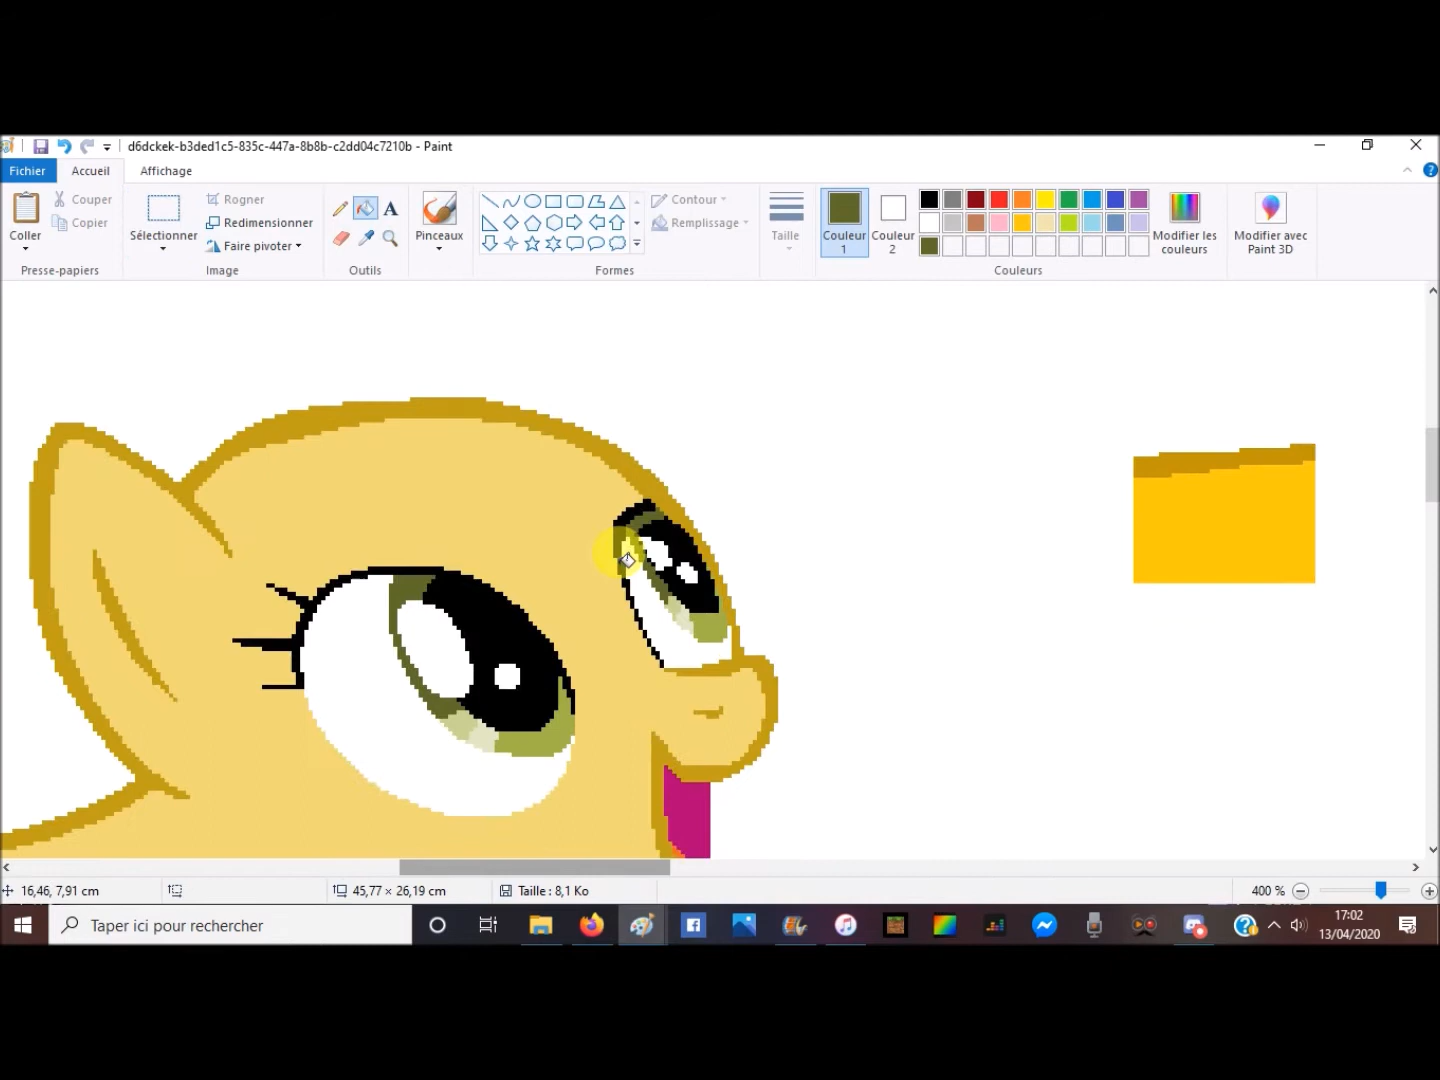 d6dckek-b3ded1c5-835c-447a-8b8b-c2dd04c7210b - Paint
Fichier
Accueil
Affichage
Coller
Couper
Copier
Presse-papiers
Sélectionner
Rogner
Redimensionner
Faire pivoter
Image
A
Outils
Pinceaux
Contour
Remplissage
Formes
Taille
Couleur
1
Couleur
2
Modifier les
couleurs
Couleurs
Modifier avec
Paint 3D
16,46, 7,91 cm
45,77 × 26,19 cm
Taille : 8,1 Ko
400 %
Taper ici pour rechercher
17:02
13/04/2020